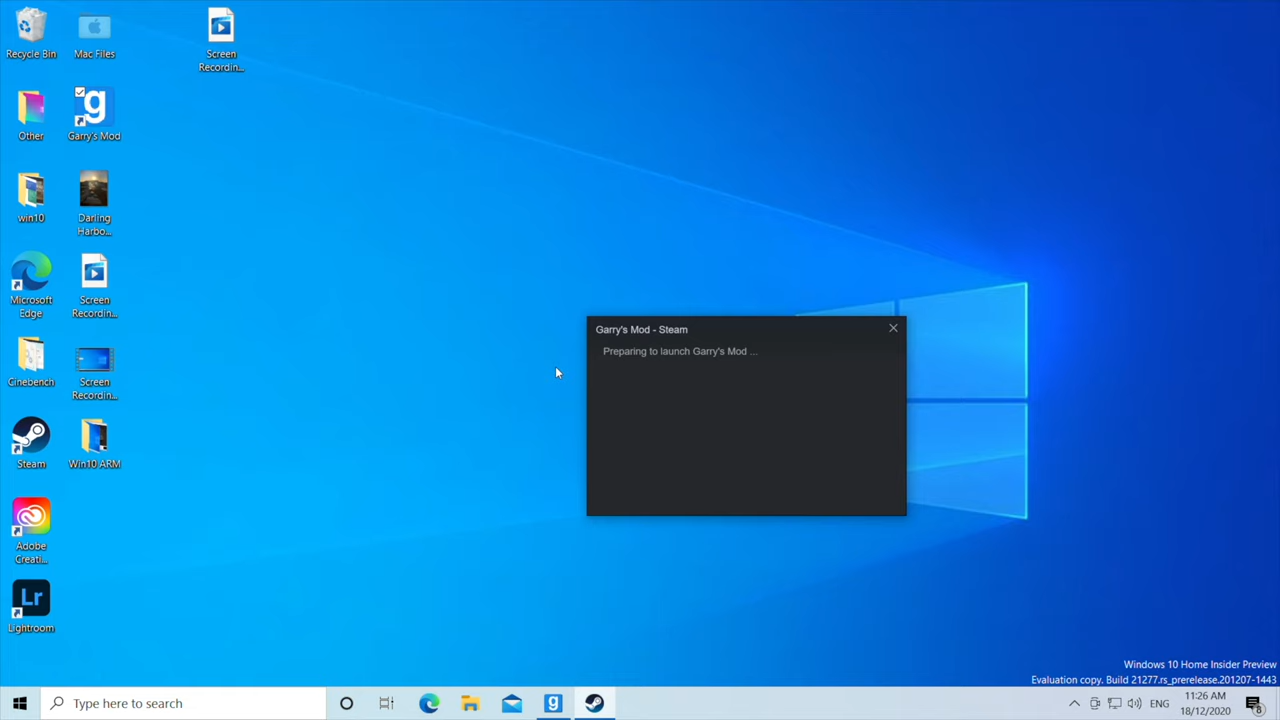 Recycle Bin
Mac Files
Screen
Recordin...
Other
g
Garry's Mod
win10
Darling
Harbo...
Microsoft
Edge
Screen
Recordin...
Cinebench
Screen
Recordin...
Steam
Win10 ARM
Adobe
Creati...
Lr
Lightroom
Garry's Mod - Steam
Preparing to launch Garry's Mod ...
Windows 10 Home Insider Preview
Evaluation copy. Build 21277.rs_prerelease.201207-1443
Type here to search
g
ENG
11:26 AM
18/12/2020
8